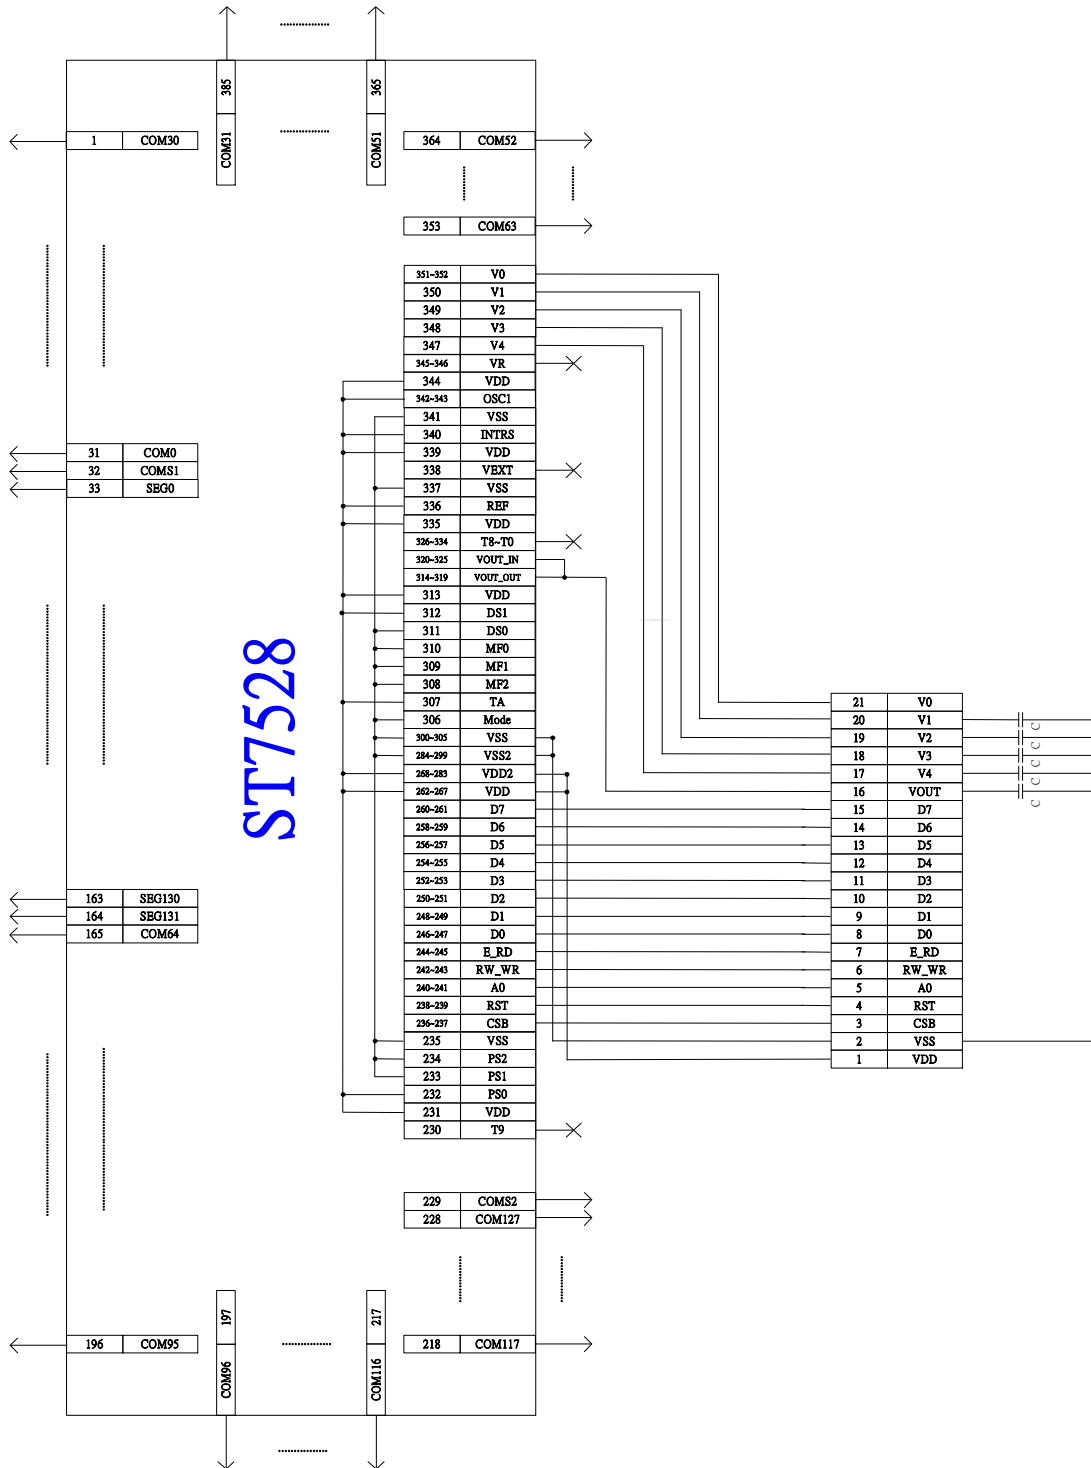 385 COM31
365 COM51
1 COM30
364 COM52
353 COM63
351~352 V0
350 V1
349 V2
348 V3
347 V4
345~346 VR
344 VDD
342~343 OSC1
341 VSS
340 INTRS
339 VDD
338 VEXT
337 VSS
336 REF
335 VDD
326~334 T8~T0
320~325 VOUT_IN
314~319 VOUT_OUT
313 VDD
312 DS1
311 DS0
310 MF0
309 MF1
308 MF2
307 TA
306 Mode
300~305 VSS
284~299 VSS2
268~283 VDD2
262~267 VDD
260~261 D7
258~259 D6
256~257 D5
254~255 D4
252~253 D3
250~251 D2
248~249 D1
246~247 D0
244~245 E_RD
242~243 RW_WR
240~241 A0
238~239 RST
236~237 CSB
235 VSS
234 PS2
233 PS1
232 PS0
231 VDD
230 T9
229 COMS2
228 COM127
218 COM117
31 COM0
32 COMS1
33 SEG0
ST7528
163 SEG130
164 SEG131
165 COM64
196 COM95
197 COM96
217 COM116
21 V0
20 V1
19 V2
18 V3
17 V4
16 VOUT
15 D7
14 D6
13 D5
12 D4
11 D3
10 D2
9 D1
8 D0
7 E_RD
6 RW_WR
5 A0
4 RST
3 CSB
2 VSS
1 VDD
C
C
C
C
C